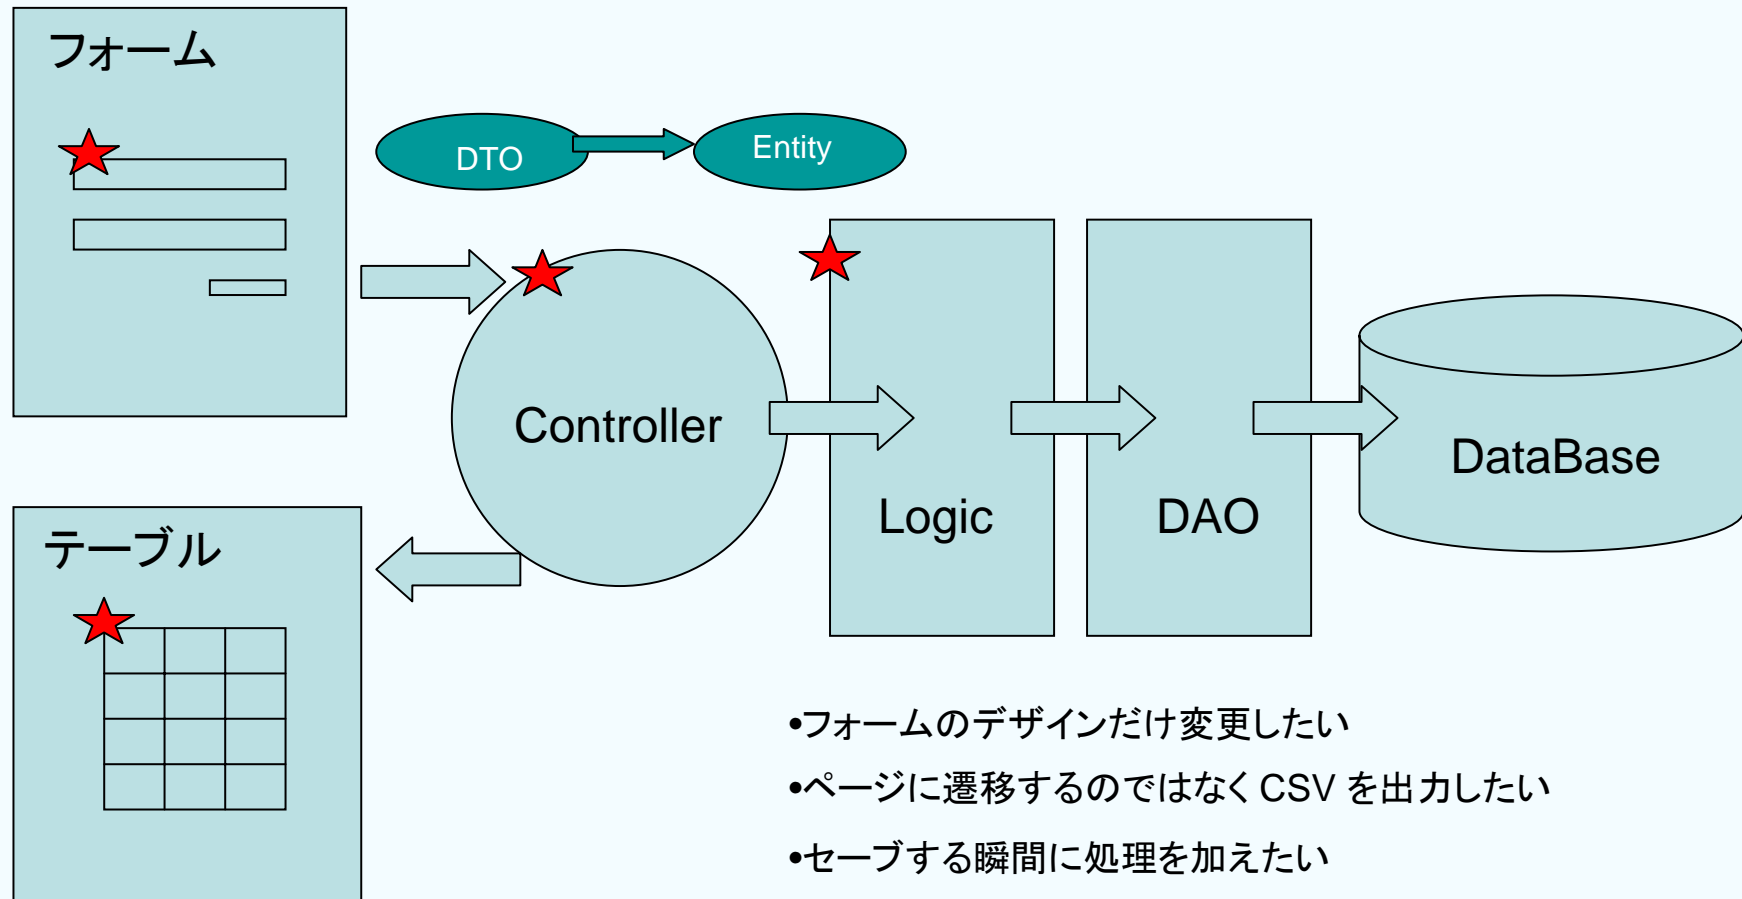 フォーム
DTO
Entity
Controller
Logic
DAO
DataBase
テーブル
•フォームのデザインだけ変更したい
•ページに遷移するのではなく CSV を出力したい
•セーブする瞬間に処理を加えたい